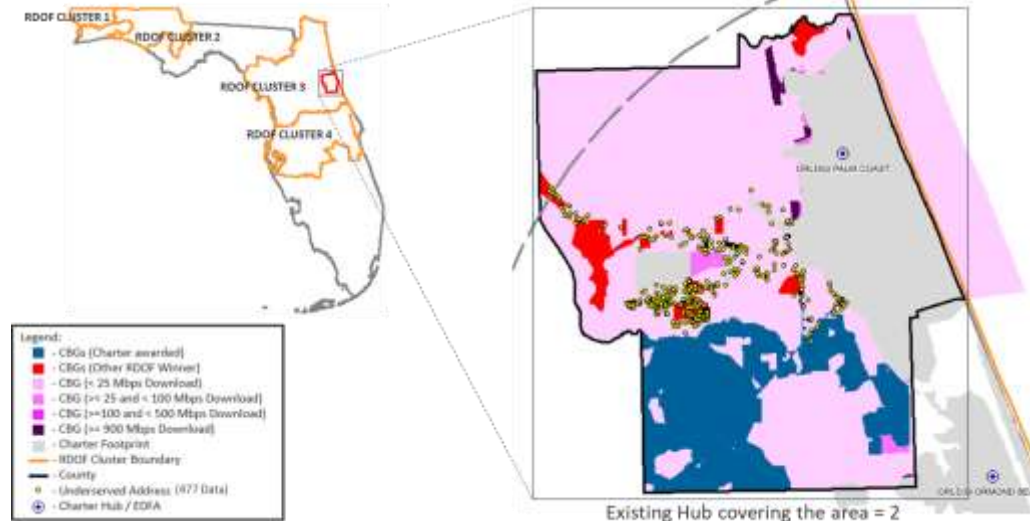 RDOF CLUSTER 1
RDOF CLUSTER 2
RDOF CLUSTER 3
RDOF CLUSTER 4
Legend:
- CBGs (Charter awarded)
- CBGs (Other RDOF Winner)
- CBG (< 25 Mbps Download)
- CBG (>= 25 and < 100 Mbps Download)
- CBG (>=100 and < 500 Mbps Download)
- CBG (>= 900 Mbps Download)
- Charter Footprint
- RDOF Cluster Boundary
- County
- Underserved Address (477 Data)
- Charter Hub / EDFA
PALM COAST
ORMOND
Existing Hub covering the area = 2